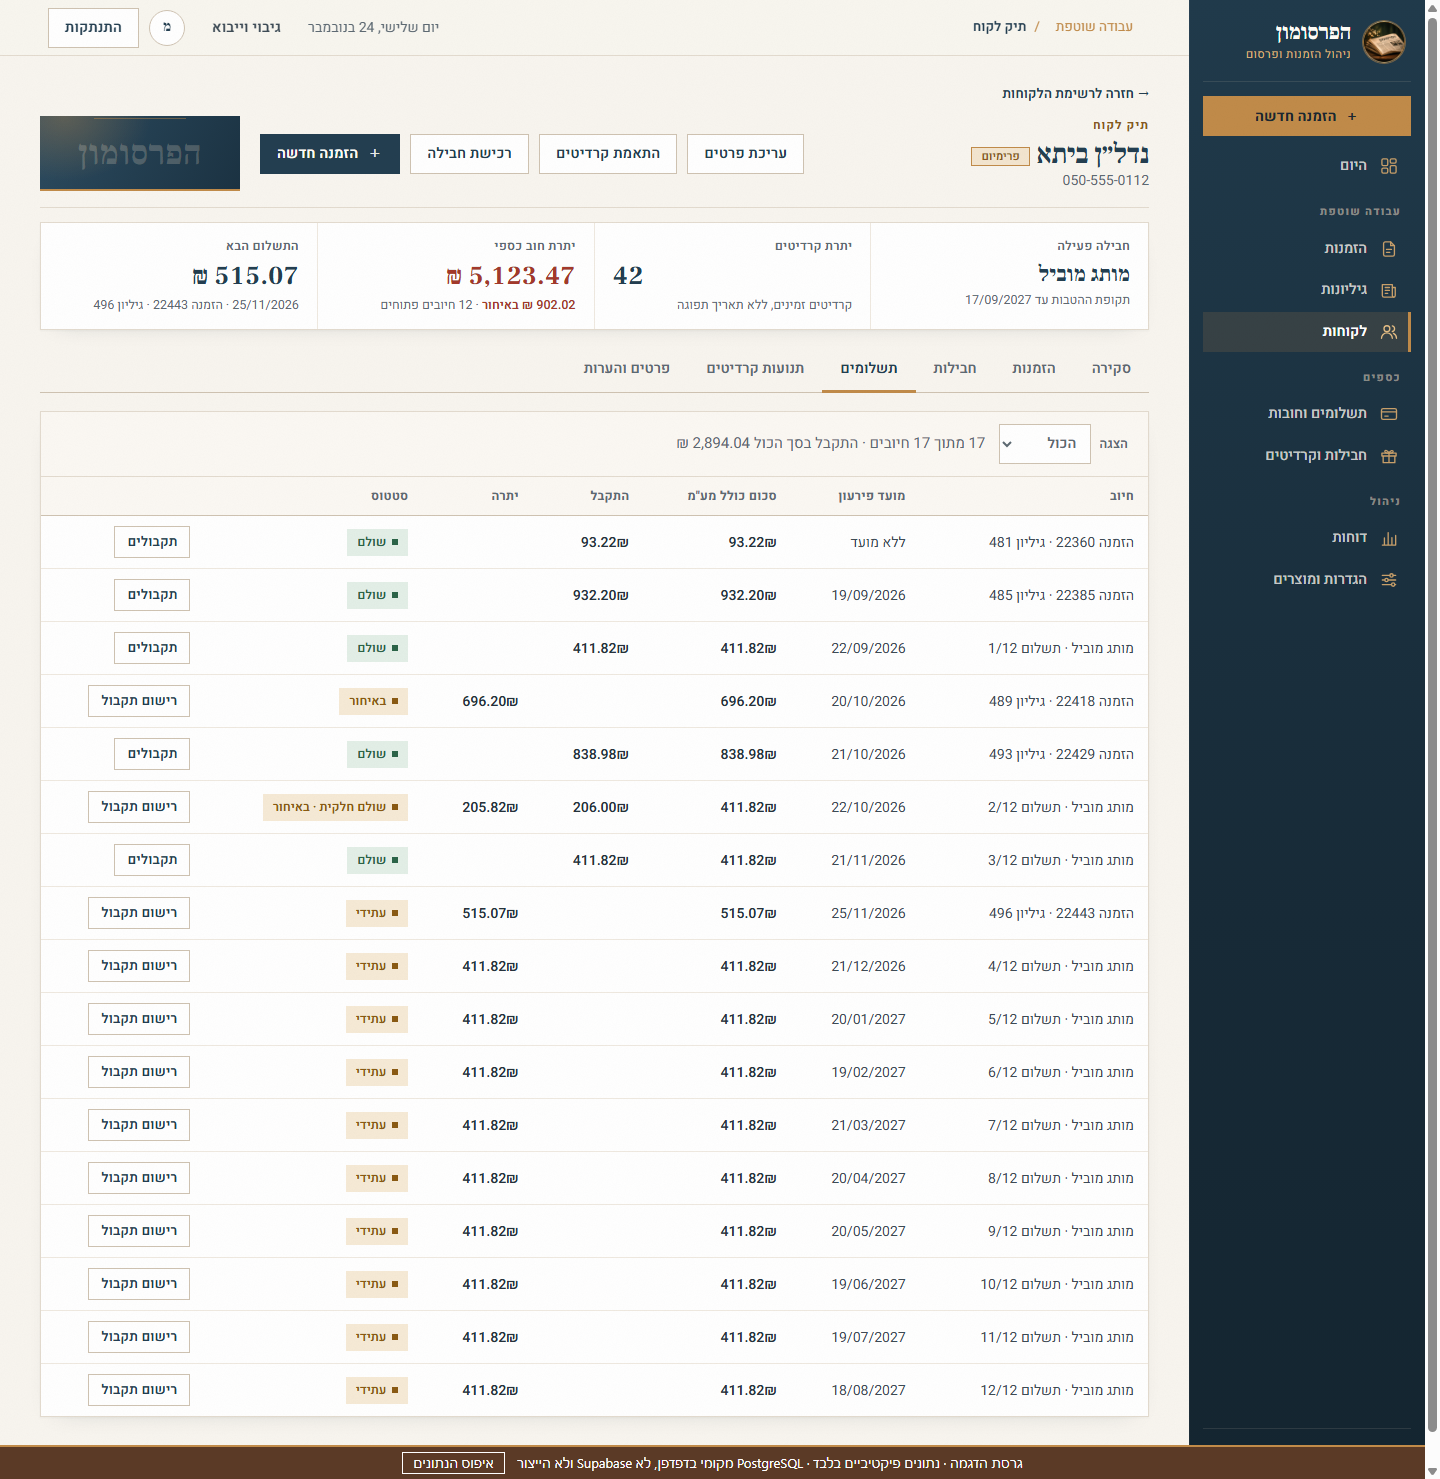 הפרסומון
ניהול הזמנות ופרסום
+ הזמנה חדשה
היום
עבודה שוטפת
הזמנות
גיליונות
לקוחות
כספים
תשלומים וחובות
חבילות וקרדיטים
ניהול
דוחות
הגדרות ומוצרים
עבודה שוטפת / תיק לקוח
יום שלישי, 24 בנובמבר
גיבוי וייבוא
מ
התנתקות
→ חזרה לרשימת הלקוחות
תיק לקוח
נדל״ן ביתא פרימיום
050-555-0112
עריכת פרטים
התאמת קרדיטים
רכישת חבילה
+ הזמנה חדשה
הפרסומון
חבילה פעילה
מותג מוביל
תקופת ההטבות עד 17/09/2027
יתרת קרדיטים
42
קרדיטים זמינים, ללא תאריך תפוגה
יתרת חוב כספי
5,123.47 ₪
902.02 ₪ באיחור · 12 חיובים פתוחים
התשלום הבא
515.07 ₪
25/11/2026 · הזמנה 22443 · גיליון 496
סקירה הזמנות חבילות תשלומים תנועות קרדיטים פרטים והערות
הצגה הכול 17 מתוך 17 חיובים · התקבל בסך הכול 2,894.04 ₪
חיוב מועד פירעון סכום כולל מע"מ התקבל יתרה סטטוס
הזמנה 22360 · גיליון 481 ללא מועד ₪93.22 ₪93.22 שולם תקבולים
הזמנה 22385 · גיליון 485 19/09/2026 ₪932.20 ₪932.20 שולם תקבולים
מותג מוביל · תשלום 1/12 22/09/2026 ₪411.82 ₪411.82 שולם תקבולים
הזמנה 22418 · גיליון 489 20/10/2026 ₪696.20 ₪696.20 באיחור רישום תקבול
הזמנה 22429 · גיליון 493 21/10/2026 ₪838.98 ₪838.98 שולם תקבולים
מותג מוביל · תשלום 2/12 22/10/2026 ₪411.82 ₪206.00 ₪205.82 שולם חלקית · באיחור רישום תקבול
מותג מוביל · תשלום 3/12 21/11/2026 ₪411.82 ₪411.82 שולם תקבולים
הזמנה 22443 · גיליון 496 25/11/2026 ₪515.07 ₪515.07 עתידי רישום תקבול
מותג מוביל · תשלום 4/12 21/12/2026 ₪411.82 ₪411.82 עתידי רישום תקבול
מותג מוביל · תשלום 5/12 20/01/2027 ₪411.82 ₪411.82 עתידי רישום תקבול
מותג מוביל · תשלום 6/12 19/02/2027 ₪411.82 ₪411.82 עתידי רישום תקבול
מותג מוביל · תשלום 7/12 21/03/2027 ₪411.82 ₪411.82 עתידי רישום תקבול
מותג מוביל · תשלום 8/12 20/04/2027 ₪411.82 ₪411.82 עתידי רישום תקבול
מותג מוביל · תשלום 9/12 20/05/2027 ₪411.82 ₪411.82 עתידי רישום תקבול
מותג מוביל · תשלום 10/12 19/06/2027 ₪411.82 ₪411.82 עתידי רישום תקבול
מותג מוביל · תשלום 11/12 19/07/2027 ₪411.82 ₪411.82 עתידי רישום תקבול
מותג מוביל · תשלום 12/12 18/08/2027 ₪411.82 ₪411.82 עתידי רישום תקבול
גרסת הדגמה · נתונים פיקטיביים בלבד · PostgreSQL מקומי בדפדפן, לא Supabase ולא הייצור איפוס הנתונים